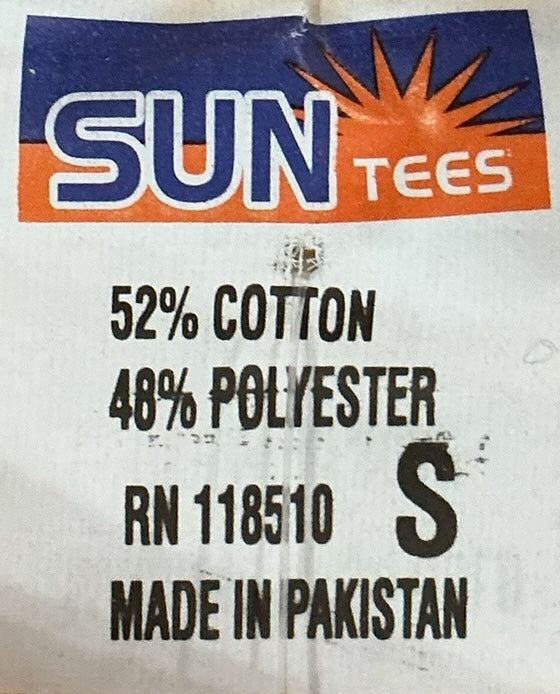 SUN TEES
52% COTTON
48% POLYESTER
RN 118510 S
MADE IN PAKISTAN